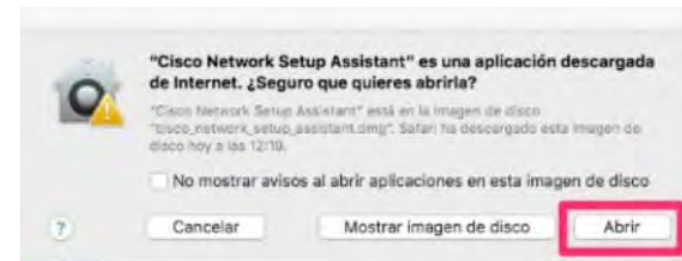 "Cisco Network Setup Assistant" es una aplicación descargada
de Internet. ¿Seguro que quieres abrirla?
"Cisco Network Setup Assistant" está en la imagen de disco
"cisco_network_setup_assistant.dmg". Safari ha descargado esta imagen de
disco hoy a las 12:19.
No mostrar avisos al abrir aplicaciones en esta imagen de disco
?
Cancelar
Mostrar imagen de disco
Abrir